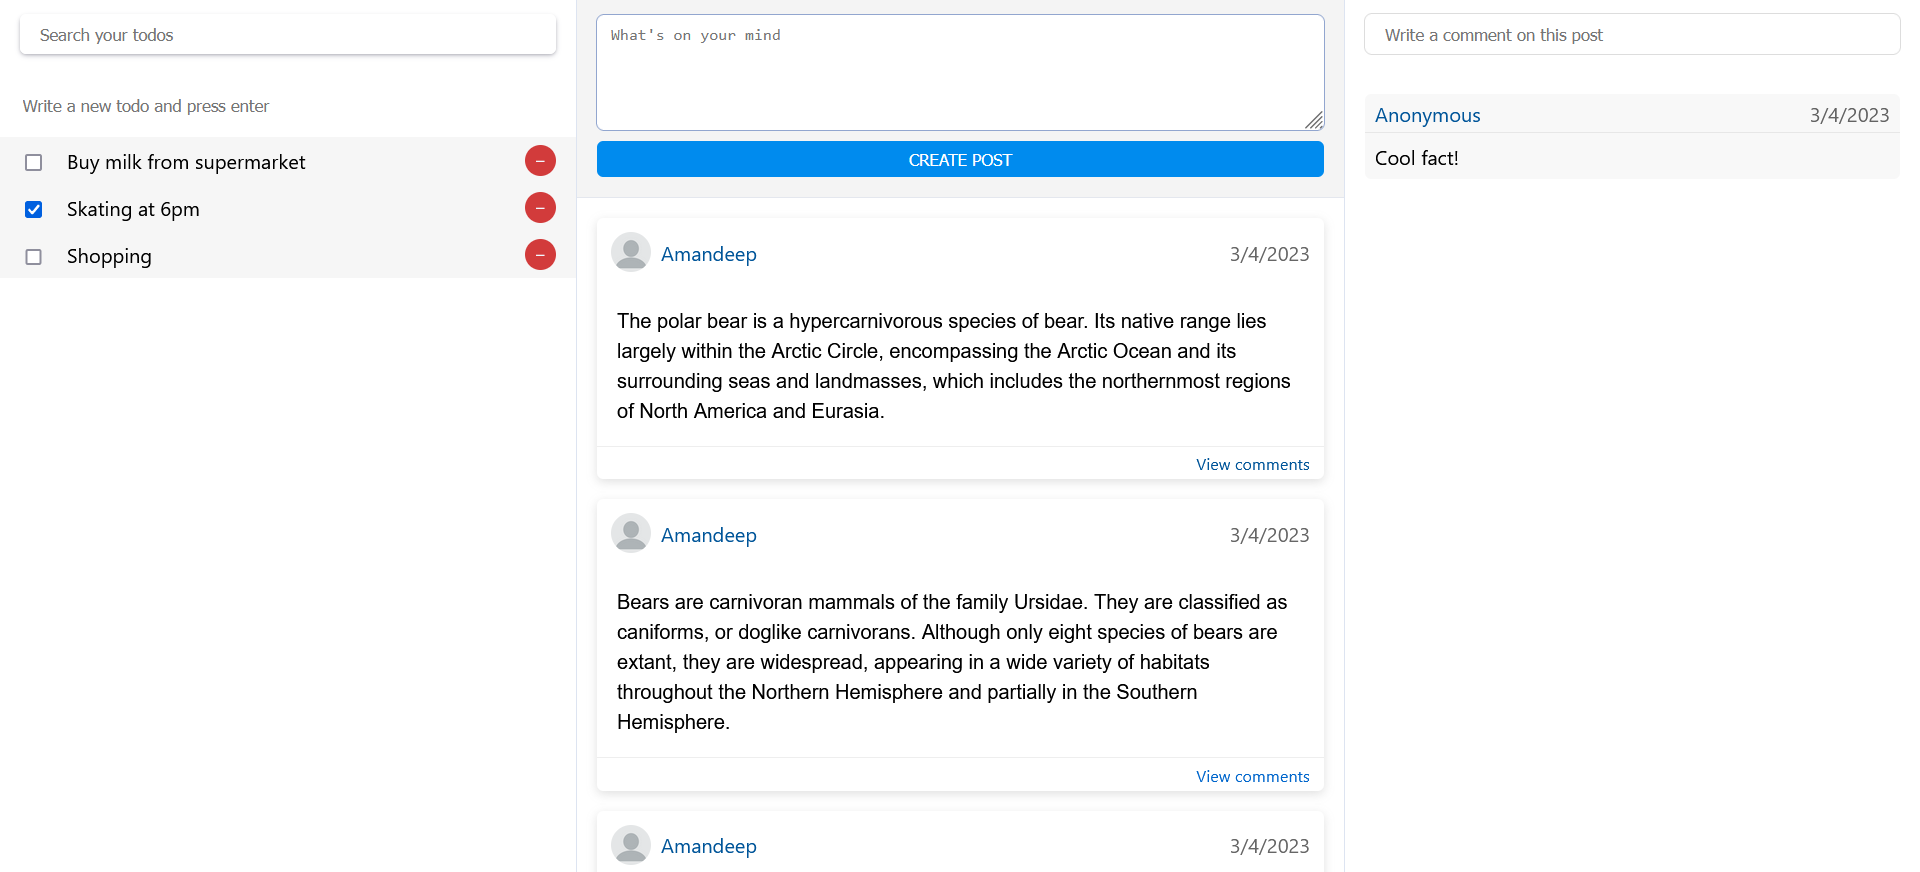 Search your todos
Write a new todo and press enter
Buy milk from supermarket
Skating at 6pm
Shopping
What's on your mind
CREATE POST
Amandeep 3/4/2023
The polar bear is a hypercarnivorous species of bear. Its native range lies
largely within the Arctic Circle, encompassing the Arctic Ocean and its
surrounding seas and landmasses, which includes the northernmost regions
of North America and Eurasia.
View comments
Amandeep 3/4/2023
Bears are carnivoran mammals of the family Ursidae. They are classified as
caniforms, or doglike carnivorans. Although only eight species of bears are
extant, they are widespread, appearing in a wide variety of habitats
throughout the Northern Hemisphere and partially in the Southern
Hemisphere.
View comments
Amandeep 3/4/2023
Write a comment on this post
Anonymous 3/4/2023
Cool fact!